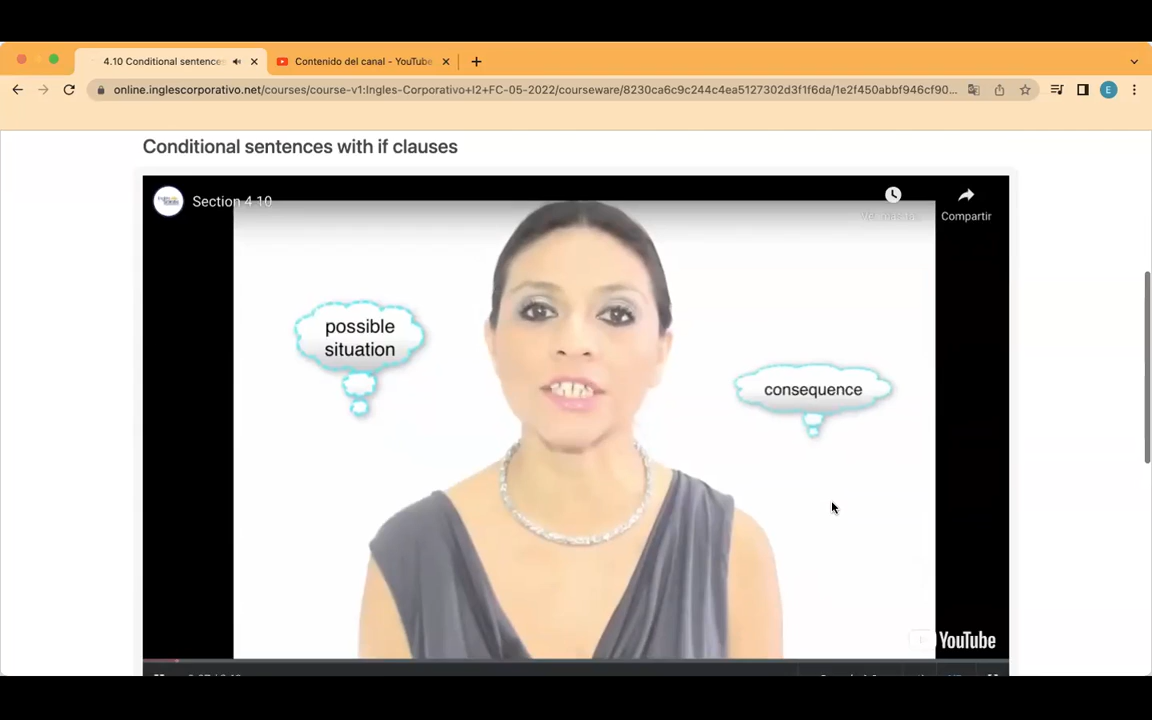 4.10 Conditional sentences
Contenido del canal - YouTube
online.inglescorporativo.net/courses/course-v1:Ingles-Corporativo+I2+FC-05-2022/courseware/8230ca6c9c244c4ea5127302d3f1f6da/1e2f450abbf946cf90...
E
Conditional sentences with if clauses
Section 4.10
Compartir
possible
situation
consequence
YouTube